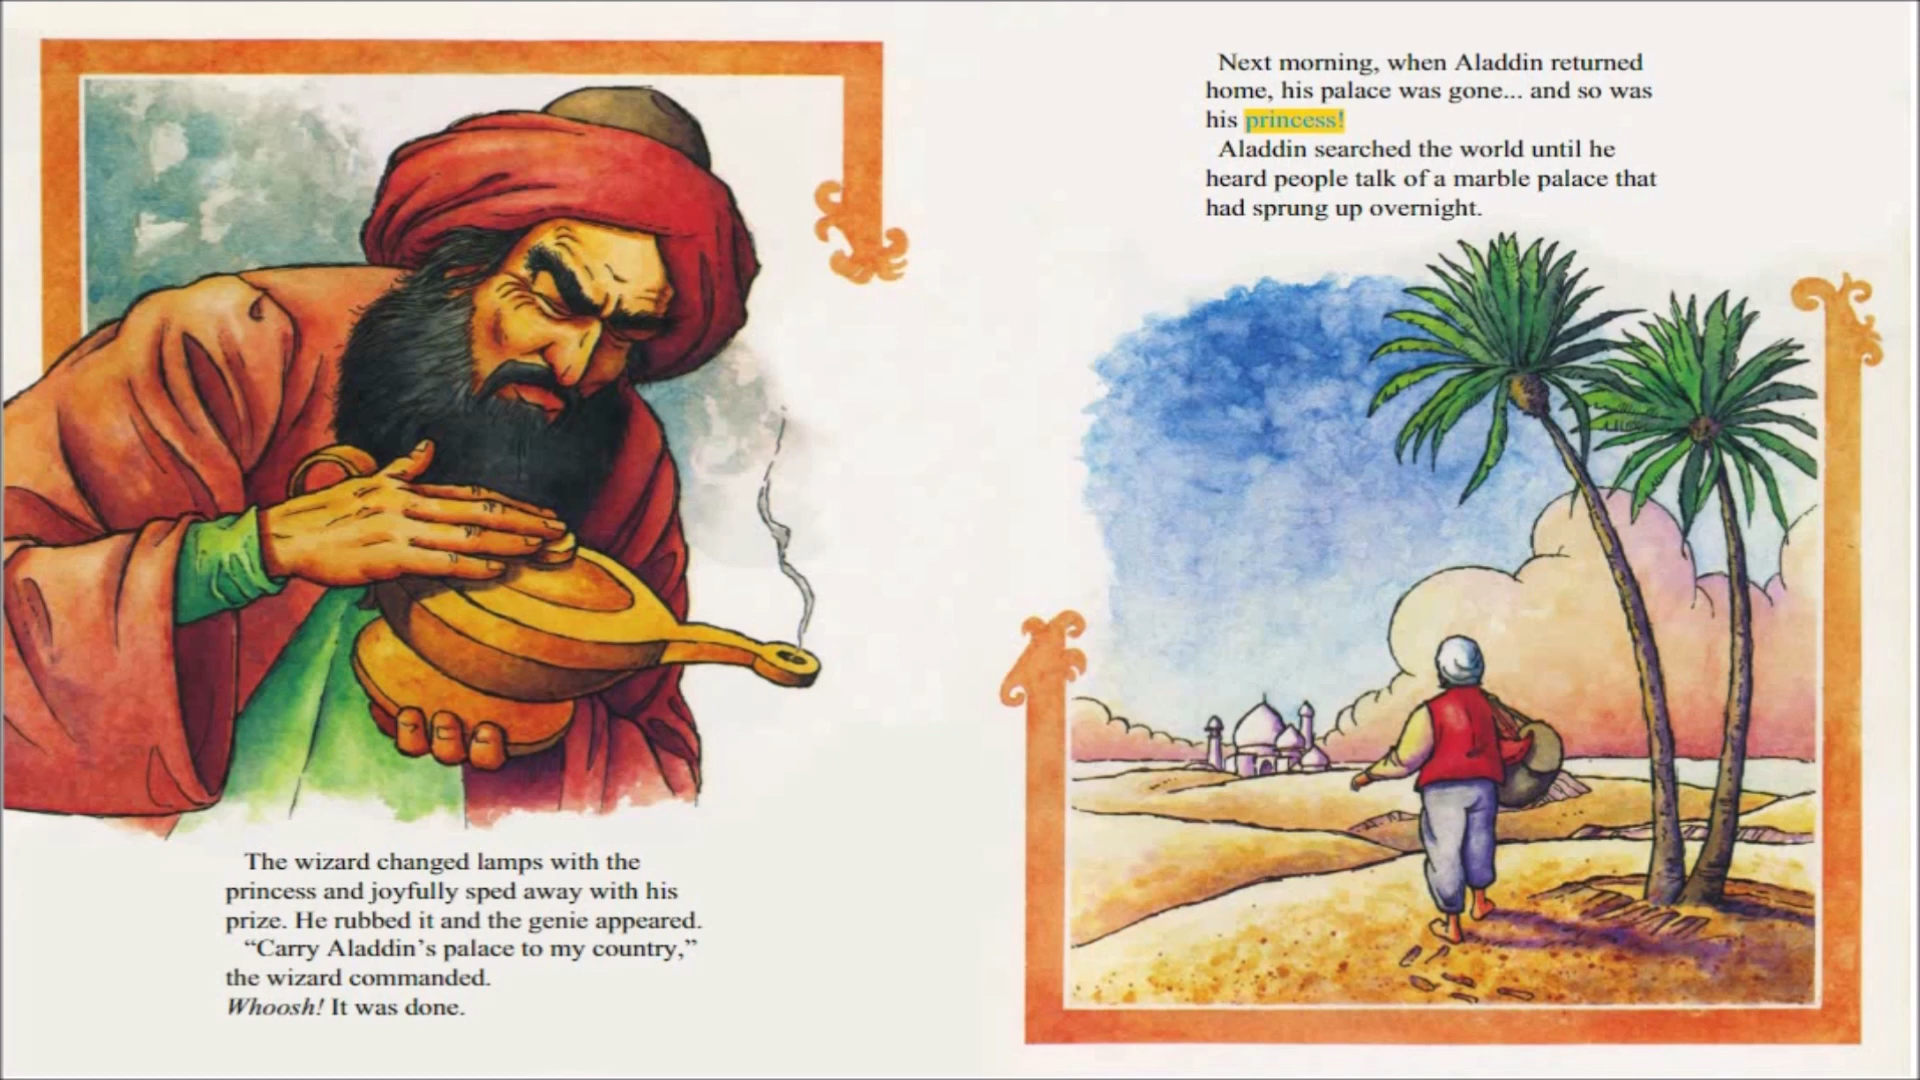 The wizard changed lamps with the
princess and joyfully sped away with his
prize. He rubbed it and the genie appeared.
“Carry Aladdin’s palace to my country,”
the wizard commanded.
Whoosh! It was done.
Next morning, when Aladdin returned
home, his palace was gone... and so was
his princess!
Aladdin searched the world until he
heard people talk of a marble palace that
had sprung up overnight.